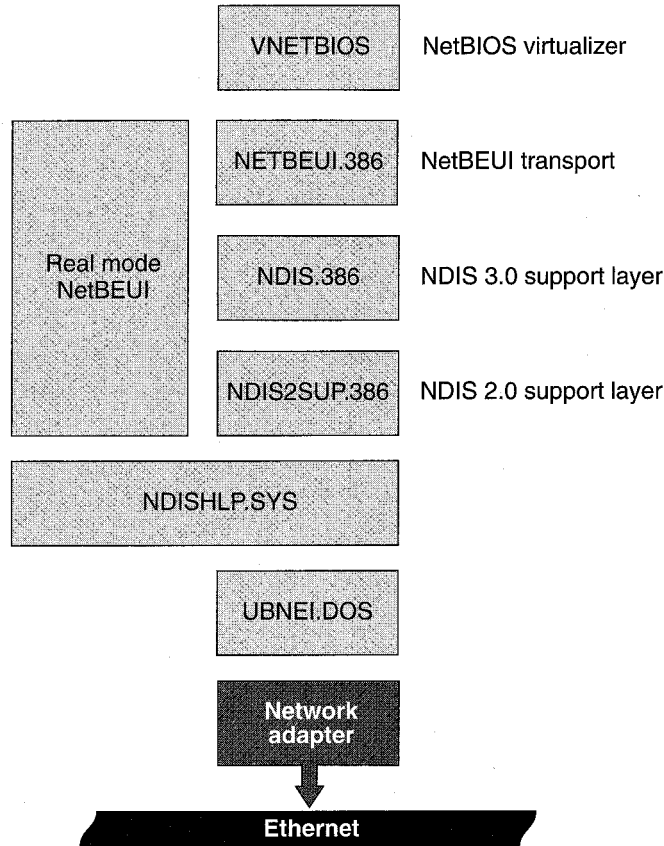 VNETBIOS NetBIOS virtualizer
NETBEUI.386 NetBEUI transport
Real mode
NetBEUI
NDIS.386 NDIS 3.0 support layer
NDIS2SUP.386 NDIS 2.0 support layer
NDISHLP.SYS
UBNEI.DOS
Network
adapter
Ethernet